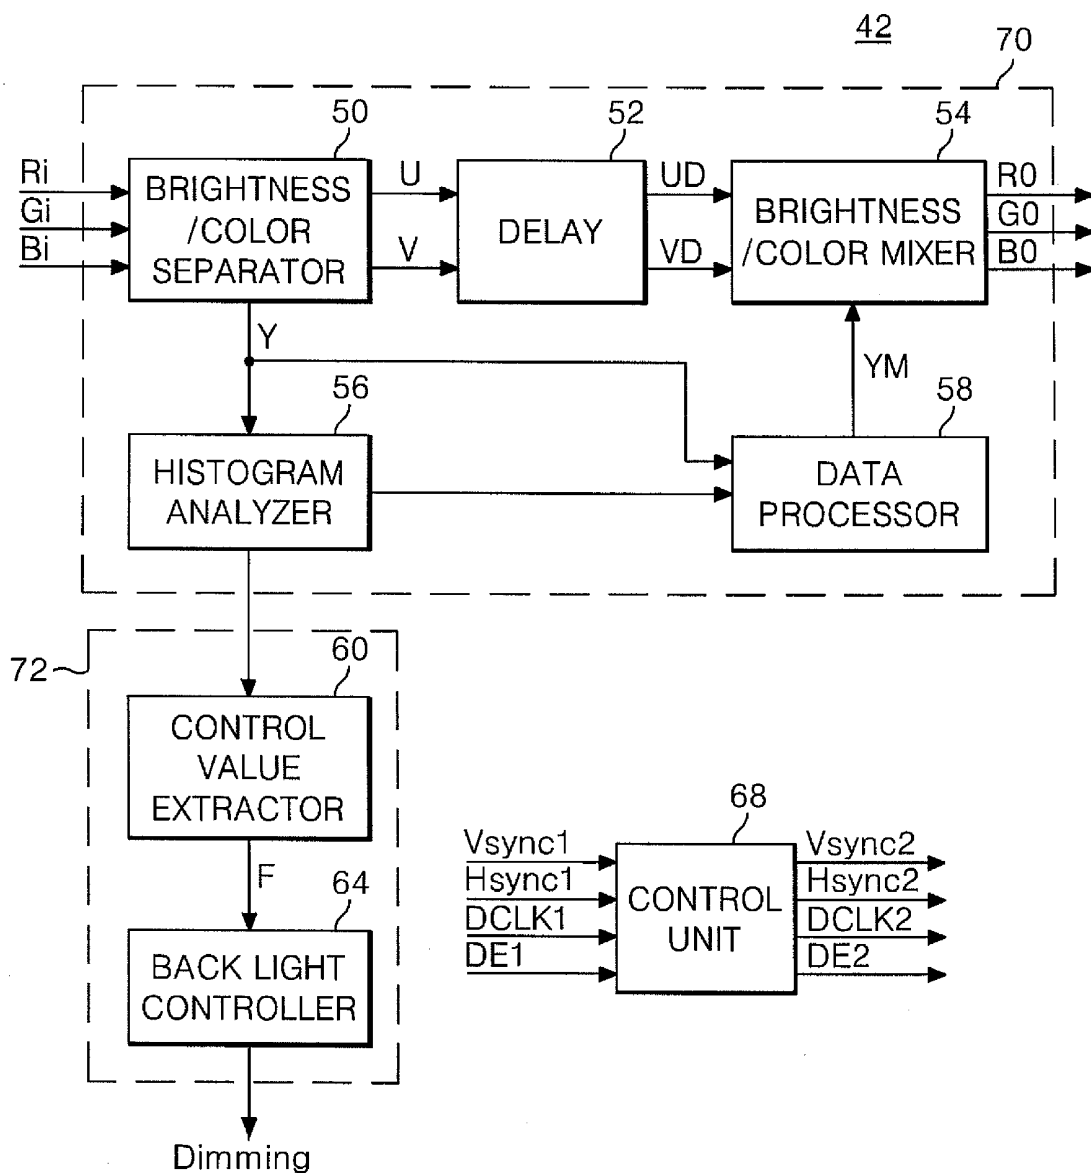 42
70
50
52
54
Ri
Gi
Bi
BRIGHTNESS
/COLOR
SEPARATOR
U
V
DELAY
UD
VD
BRIGHTNESS
/COLOR MIXER
R0
G0
B0
Y
YM
56
58
HISTOGRAM
ANALYZER
DATA
PROCESSOR
72
60
CONTROL
VALUE
EXTRACTOR
F
64
BACK LIGHT
CONTROLLER
Dimming
68
Vsync1
Hsync1
DCLK1
DE1
CONTROL
UNIT
Vsync2
Hsync2
DCLK2
DE2